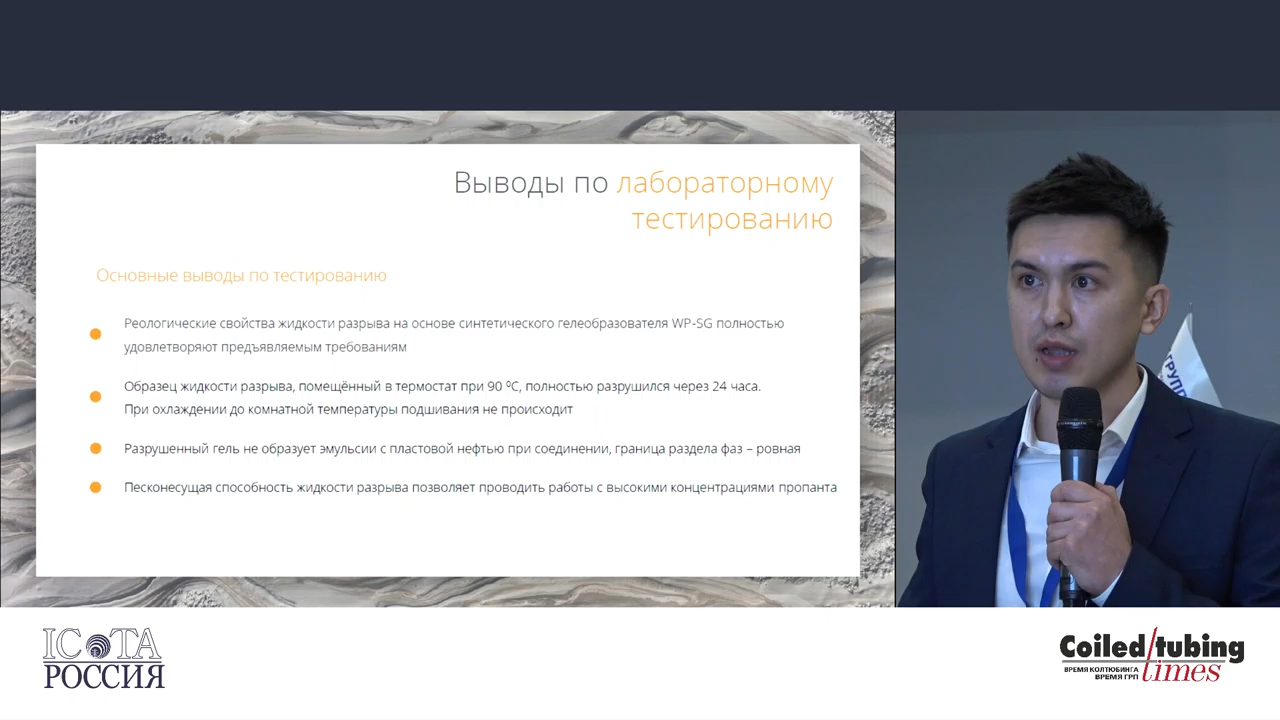 Выводы по лабораторному
тестированию
Основные выводы по тестированию
Реологические свойства жидкости разрыва на основе синтетического гелеобразователя WP-SG полностью
удовлетворяют предъявляемым требованиям
Образец жидкости разрыва, помещённый в термостат при 90 ⁰С, полностью разрушился через 24 часа.
При охлаждении до комнатной температуры подшивания не происходит
Разрушенный гель не образует эмульсии с пластовой нефтью при соединении, граница раздела фаз – ровная
Песконесущая способность жидкости разрыва позволяет проводить работы с высокими концентрациями пропанта
ICOTA
РОССИЯ
Coiled/tubing
times
ВРЕМЯ КОЛТЮБИНГА
ВРЕМЯ ГРП